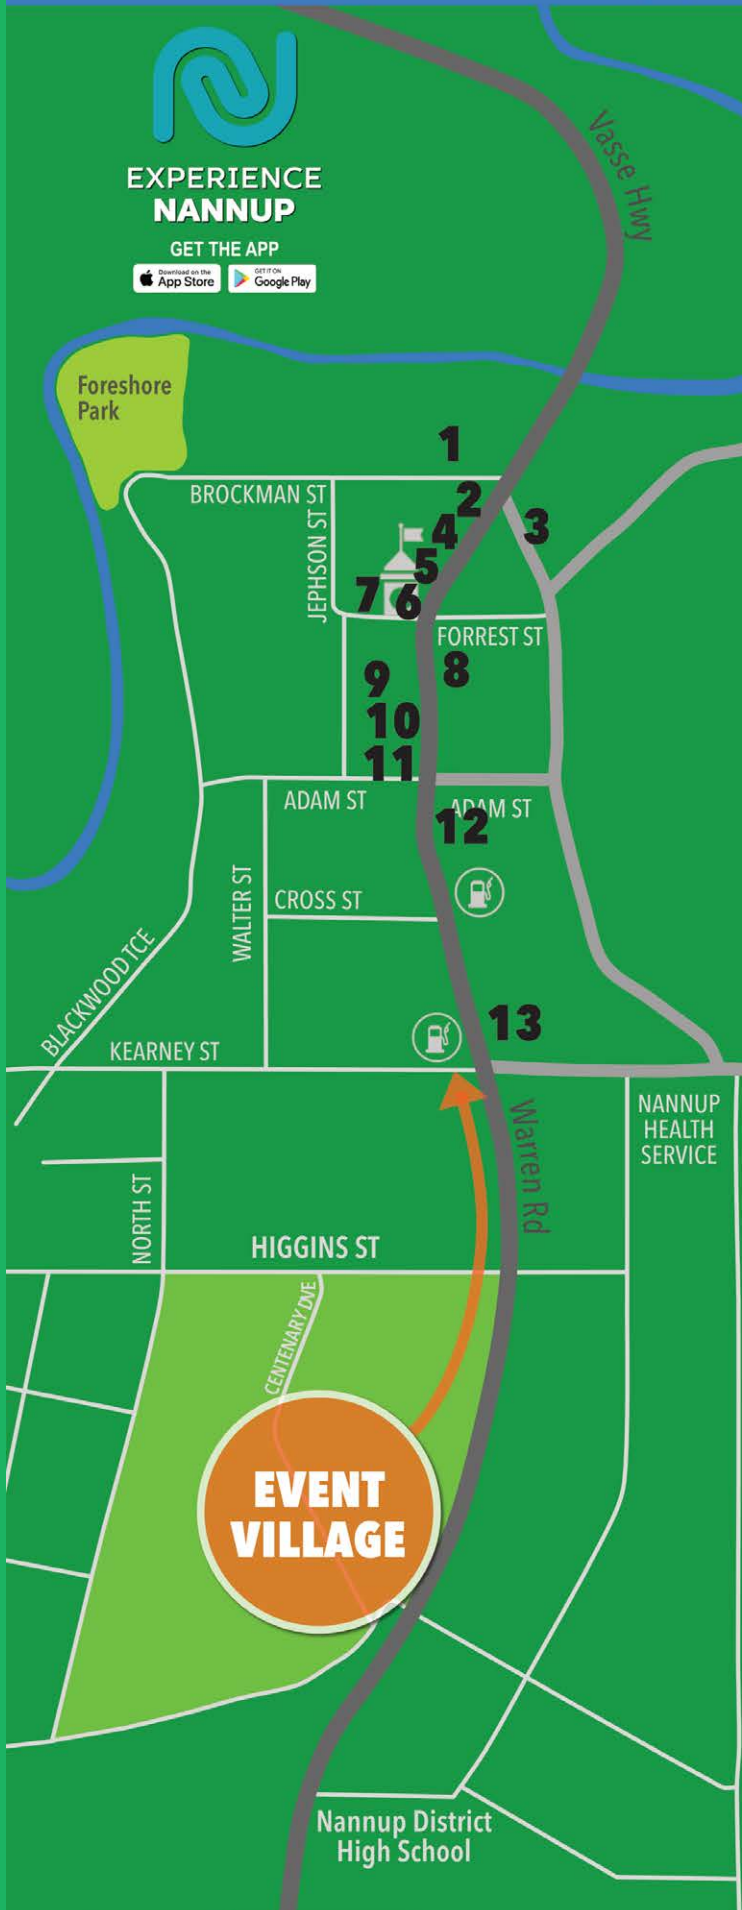 EXPERIENCE
NANNUP
GET THE APP
Download on the
App Store
GET IT ON
Google Play
Vasse Hwy
Foreshore
Park
1
BROCKMAN ST
2
3
4
JEPHSON ST
5
7
6
FORREST ST
8
9
10
11
ADAM ST
ADAM ST
12
WALTER ST
CROSS ST
BLACKWOOD TCE
13
KEARNEY ST
NANNUP
HEALTH
SERVICE
Warren Rd
NORTH ST
HIGGINS ST
CENTENARY DVE
EVENT
VILLAGE
Nannup District
High School